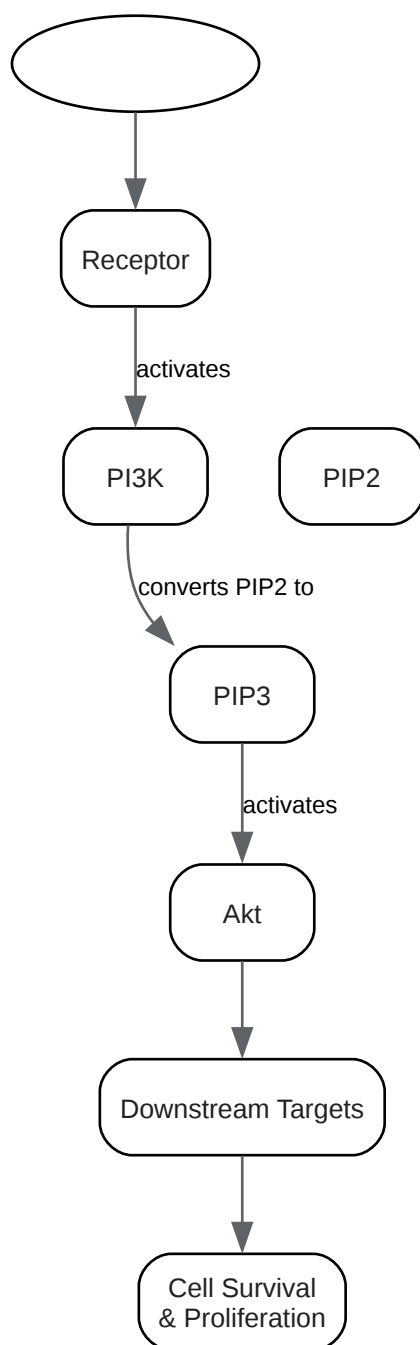 Receptor
activates
PI3K
PIP2
converts PIP2 to
PIP3
activates
Akt
Downstream Targets
Cell Survival
& Proliferation